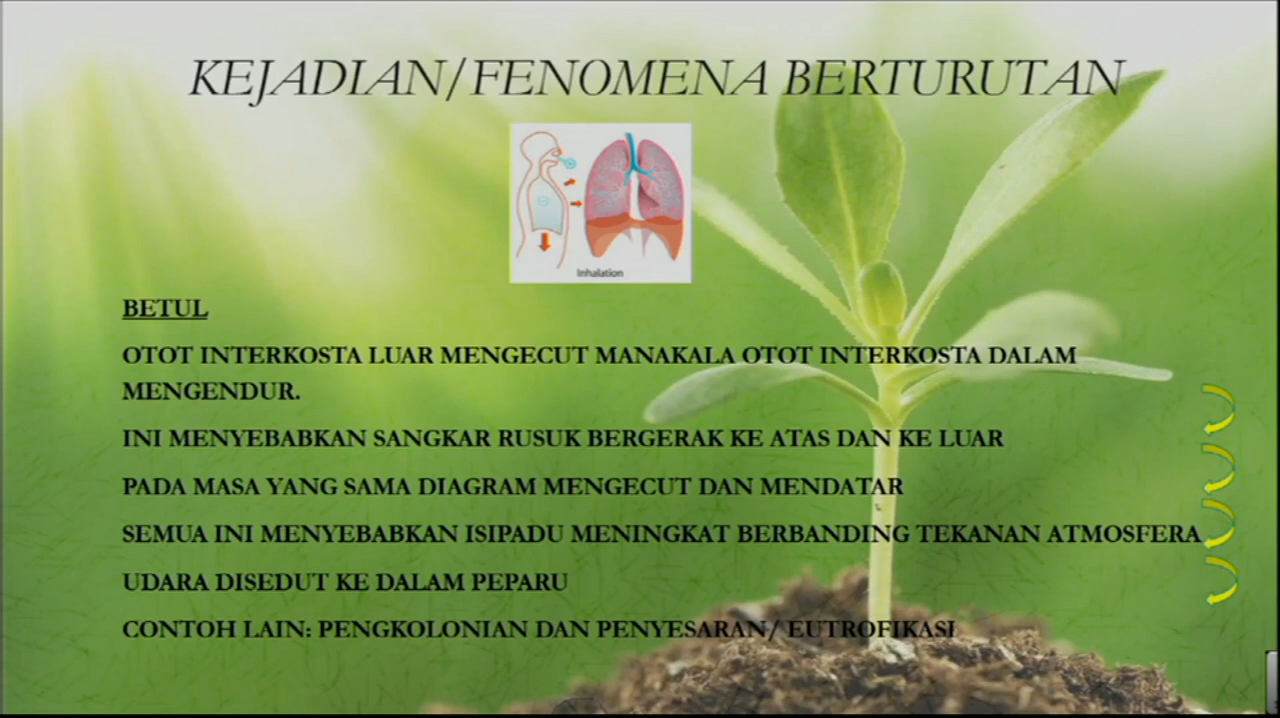 KEJADIAN/FENOMENA BERTURUTAN
Inhalation
BETUL
OTOT INTERKOSTA LUAR MENGECUT MANAKALA OTOT INTERKOSTA DALAM
MENGENDUR.
INI MENYEBABKAN SANGKAR RUSUK BERGERAK KE ATAS DAN KE LUAR
PADA MASA YANG SAMA DIAGRAM MENGECUT DAN MENDATAR
SEMUA INI MENYEBABKAN ISIPADU MENINGKAT BERBANDING TEKANAN ATMOSFERA
UDARA DISEDUT KE DALAM PEPARU
CONTOH LAIN: PENGKOLONIAN DAN PENYESARAN/ EUTROFIKASI